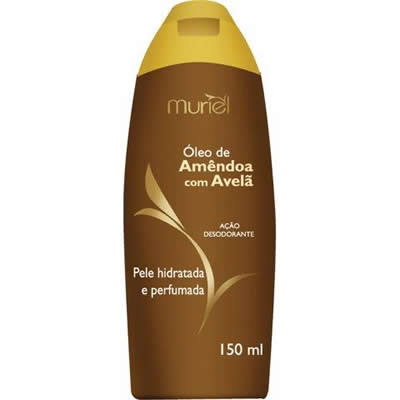 muriel
Óleo de
Amêndoa
com Avelã
AÇÃO
DESODORANTE
Pele hidratada
e perfumada
150 ml